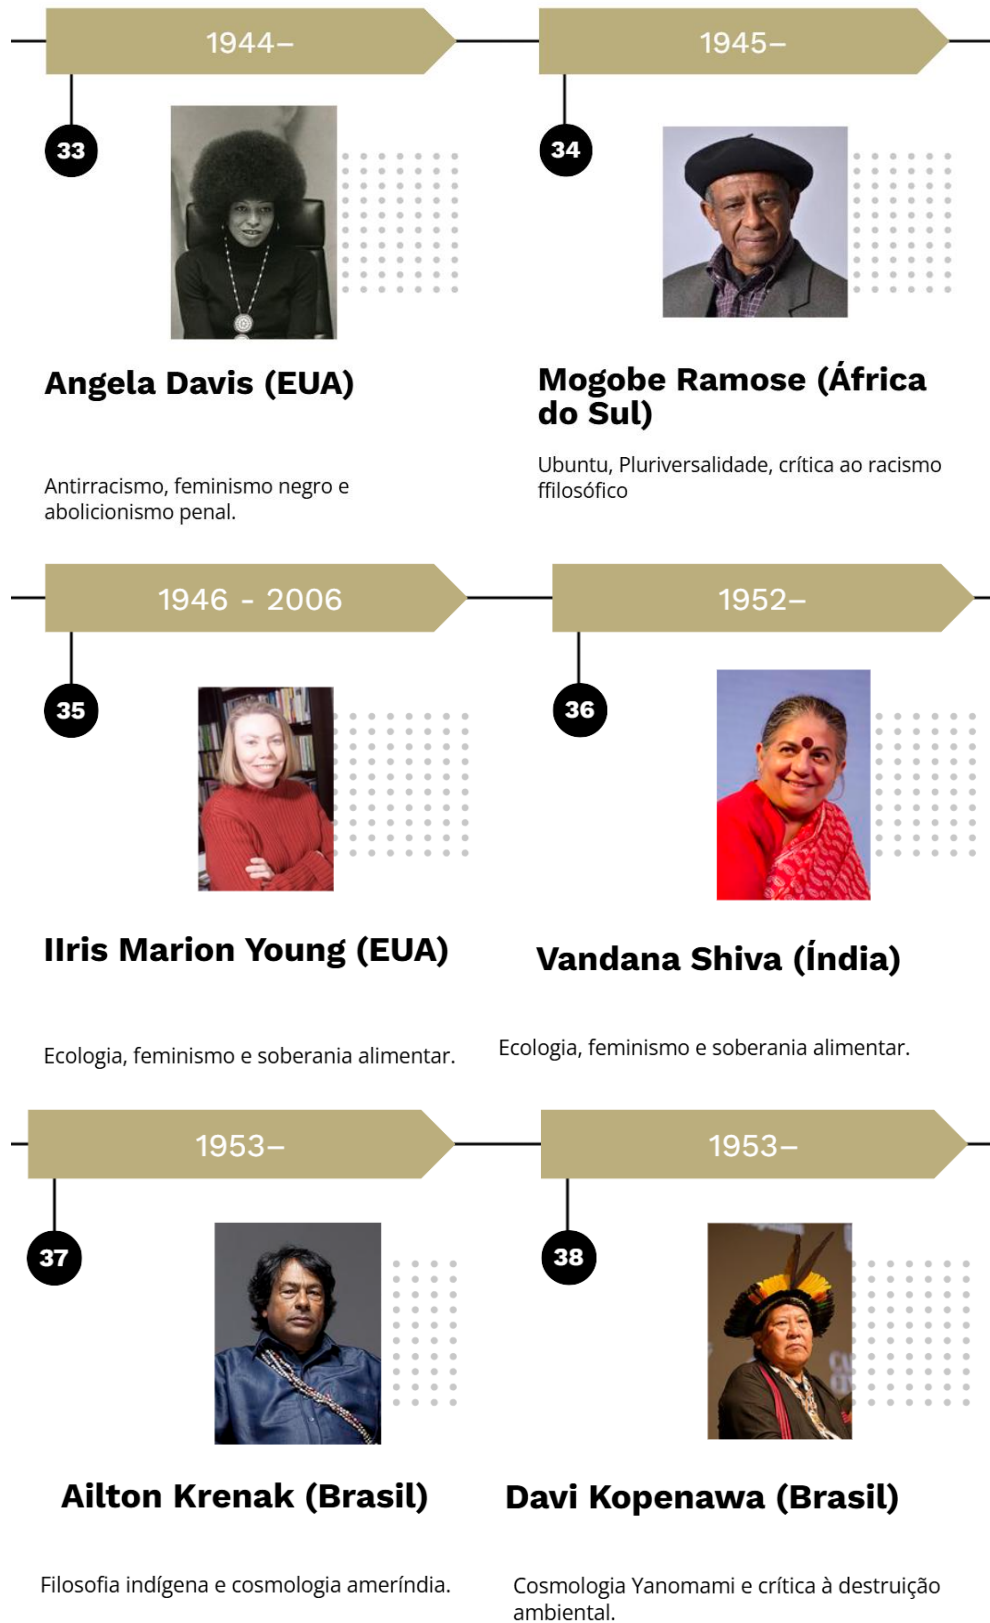 1944–
33
Angela Davis (EUA)
Antirracismo, feminismo negro e
abolicionismo penal.
1945–
34
Mogobe Ramose (África
do Sul)
Ubuntu, Pluriversalidade, crítica ao racismo
ffilosófico
1946 - 2006
35
IIris Marion Young (EUA)
Ecologia, feminismo e soberania alimentar.
1952–
36
Vandana Shiva (Índia)
Ecologia, feminismo e soberania alimentar.
1953–
37
Ailton Krenak (Brasil)
Filosofia indígena e cosmologia ameríndia.
1953–
38
Davi Kopenawa (Brasil)
Cosmologia Yanomami e crítica à destruição
ambiental.